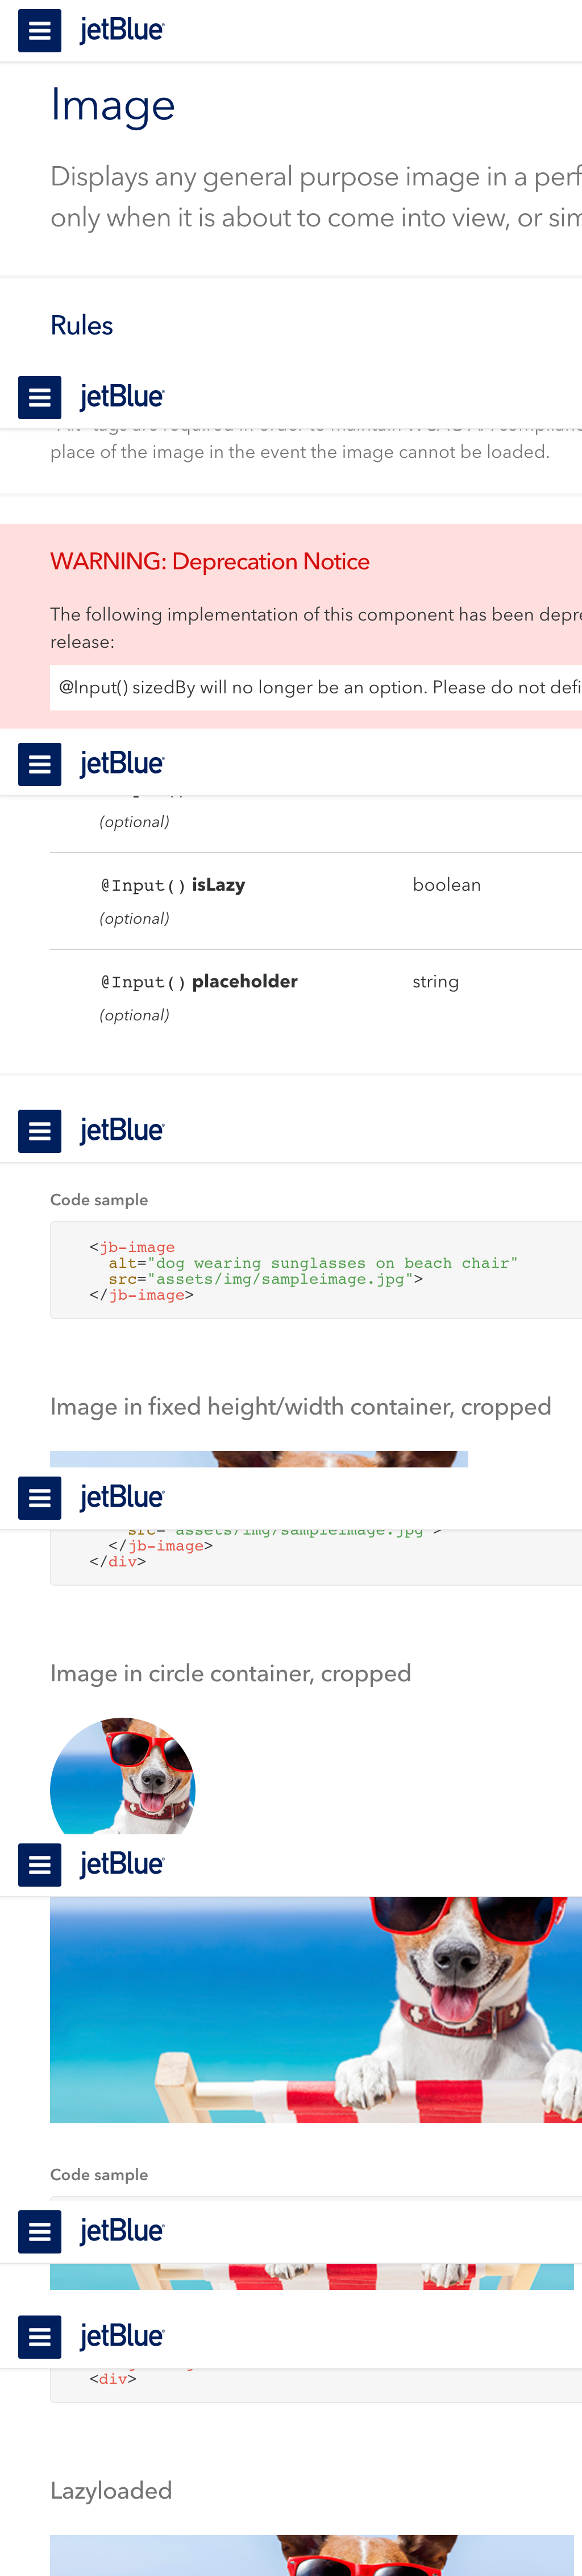 jetBlue
Image
Displays any general purpose image in a
only when it is about to come into view, or
Rules
jetBlue
place of the image in the event the image cannot be loaded.
WARNING: Deprecation Notice
The following implementation of this component has been
release:
@Input() sizedBy will no longer be an option. Please do not
jetBlue
(optional)
@Input() isLazy boolean
(optional)
@Input() placeholder string
(optional)
jetBlue
Code sample
<jb-image
alt="dog wearing sunglasses on beach chair"
src="assets/img/sampleimage.jpg">
</jb-image>
Image in fixed height/width container, cropped
jetBlue
src="assets/img/sampleimage.jpg">
</jb-image>
</div>
Image in circle container, cropped
jetBlue
Code sample
jetBlue
jetBlue
<div>
Lazyloaded